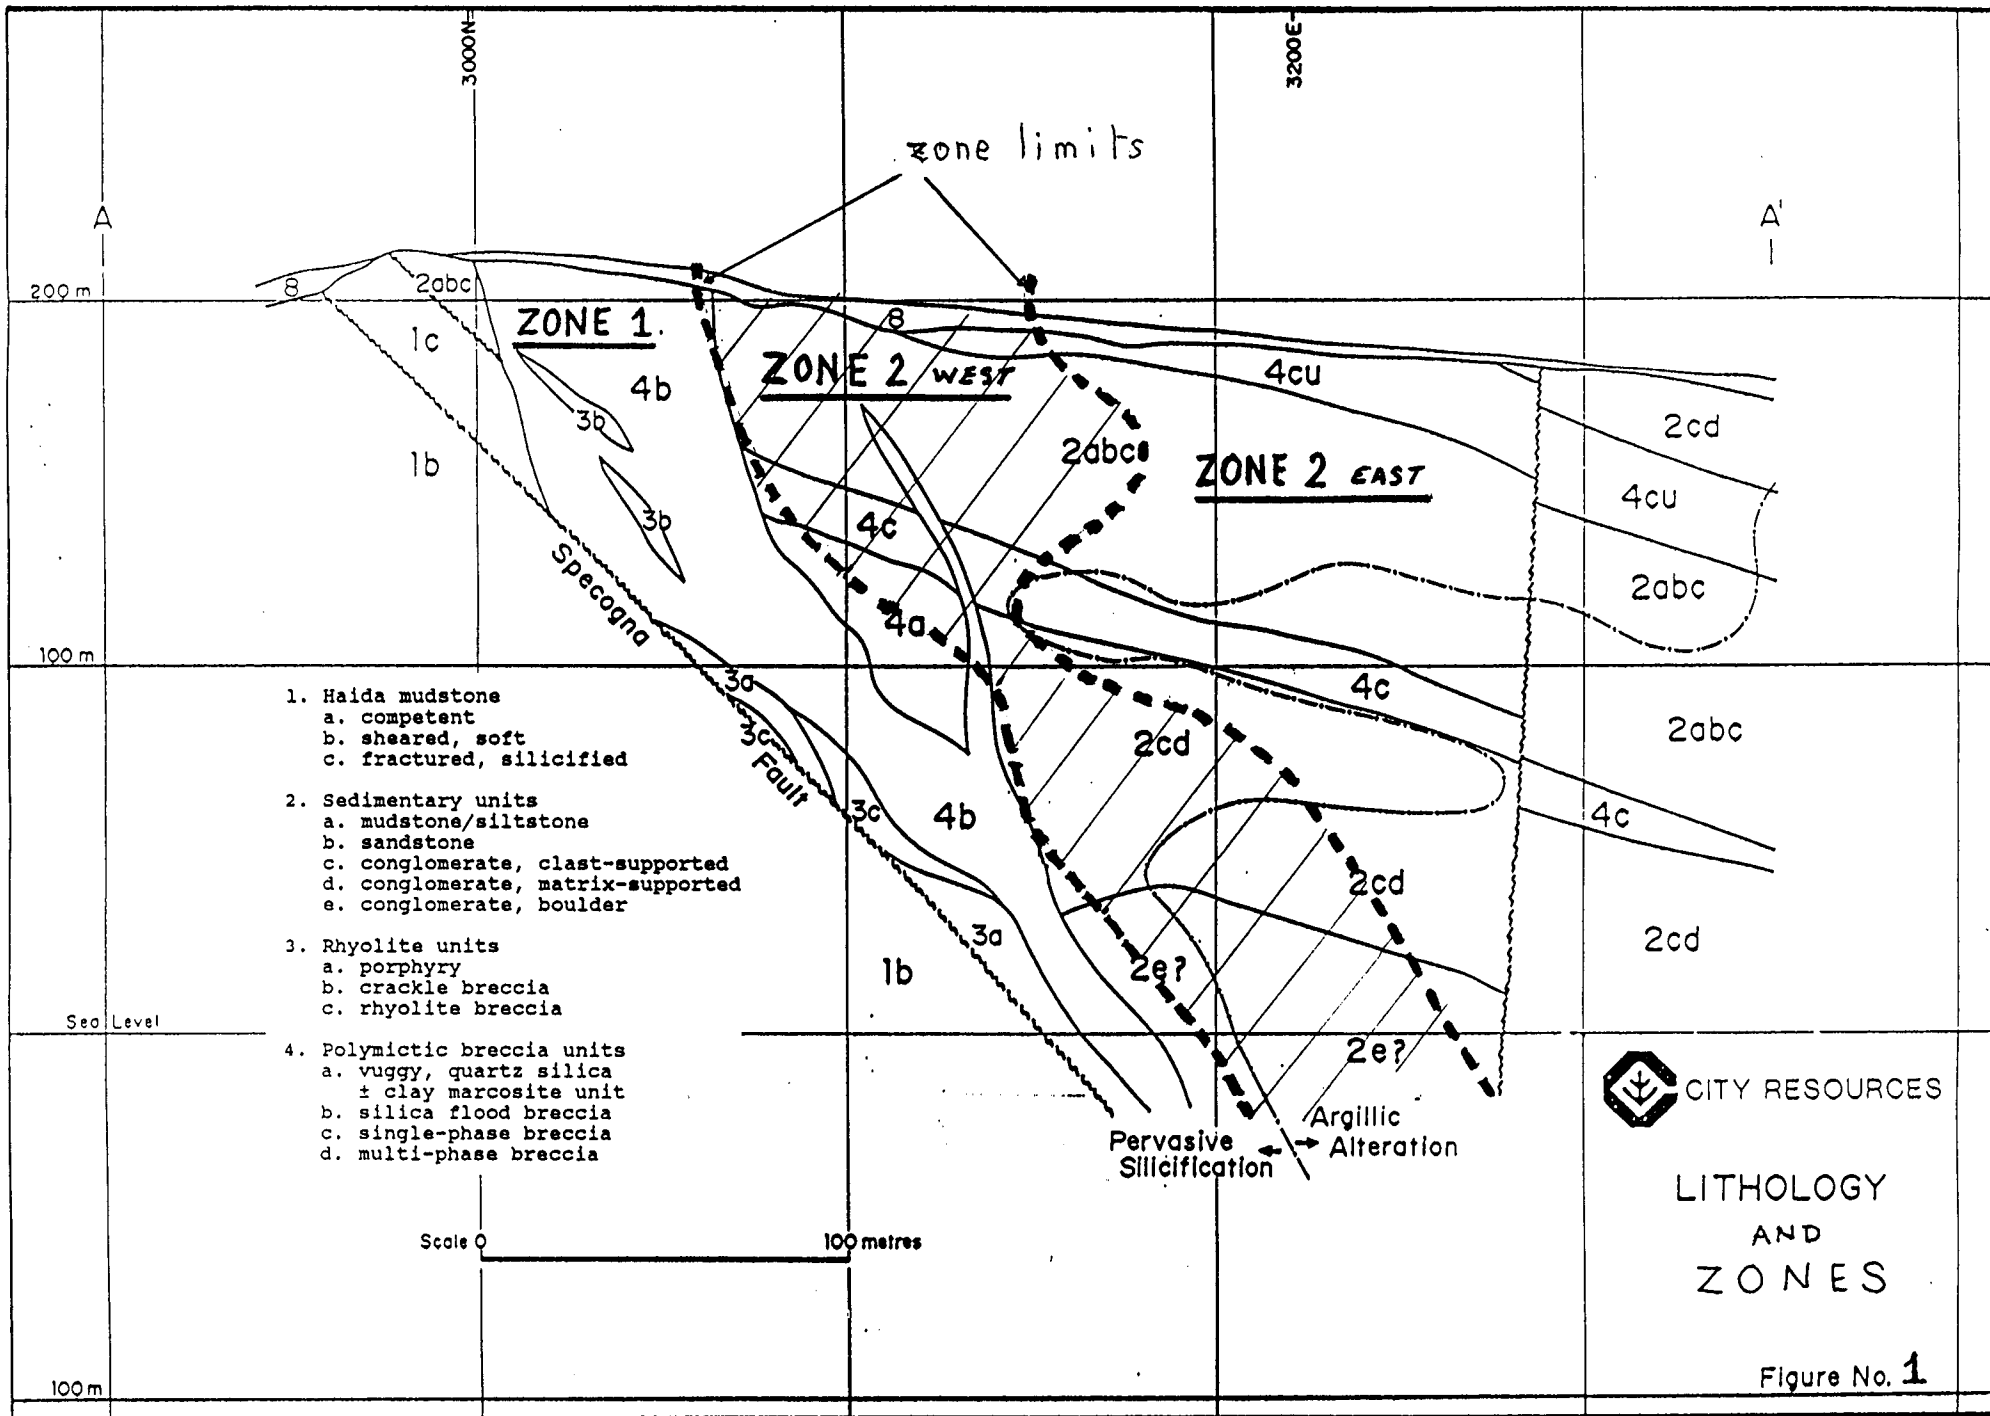 3000N
3200E
zone limits
A
A'
8
2abc
200 m
ZONE 1.
1c
8
ZONE 2 WEST
4cu
4b
3b
2cd
1b
2abc
ZONE 2 EAST
4cu
3b
4c
Specogna
Fault
2abc
4a
100 m
3a
4c
3c
2cd
2abc
1. Haida mudstone
a. competent
b. sheared, soft
c. fractured, silicified
2. Sedimentary units
a. mudstone/siltstone
b. sandstone
c. conglomerate, clast-supported
d. conglomerate, matrix-supported
e. conglomerate, boulder
3. Rhyolite units
a. porphyry
b. crackle breccia
c. rhyolite breccia
4. Polymictic breccia units
a. vuggy, quartz silica
± clay marcosite unit
b. silica flood breccia
c. single-phase breccia
d. multi-phase breccia
3c
4b
4c
2cd
3a
2cd
1b
2e?
Sea Level
2e?
CITY RESOURCES
Pervasive
Silicification
Argillic
Alteration
LITHOLOGY
AND
ZONES
Scale 0
100 metres
Figure No. 1
100 m